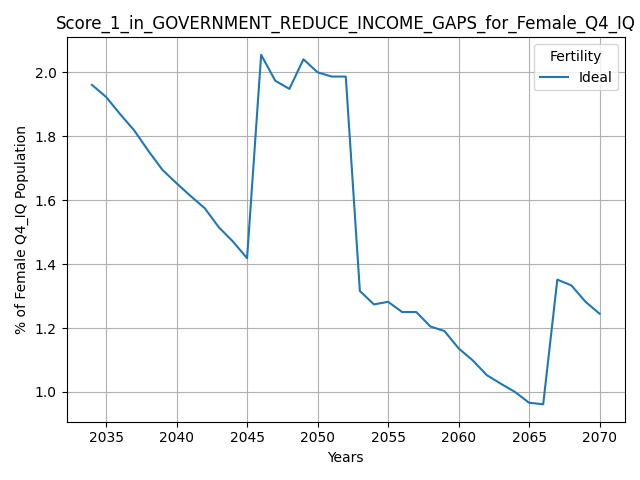 Score_1_in_GOVERNMENT_REDUCE_INCOME_GAPS_for_Female_Q4_IQ
Fertility
Ideal
% of Female Q4_IQ Population
2.0
1.8
1.6
1.4
1.2
1.0
2035 2040 2045 2050 2055 2060 2065 2070
Years